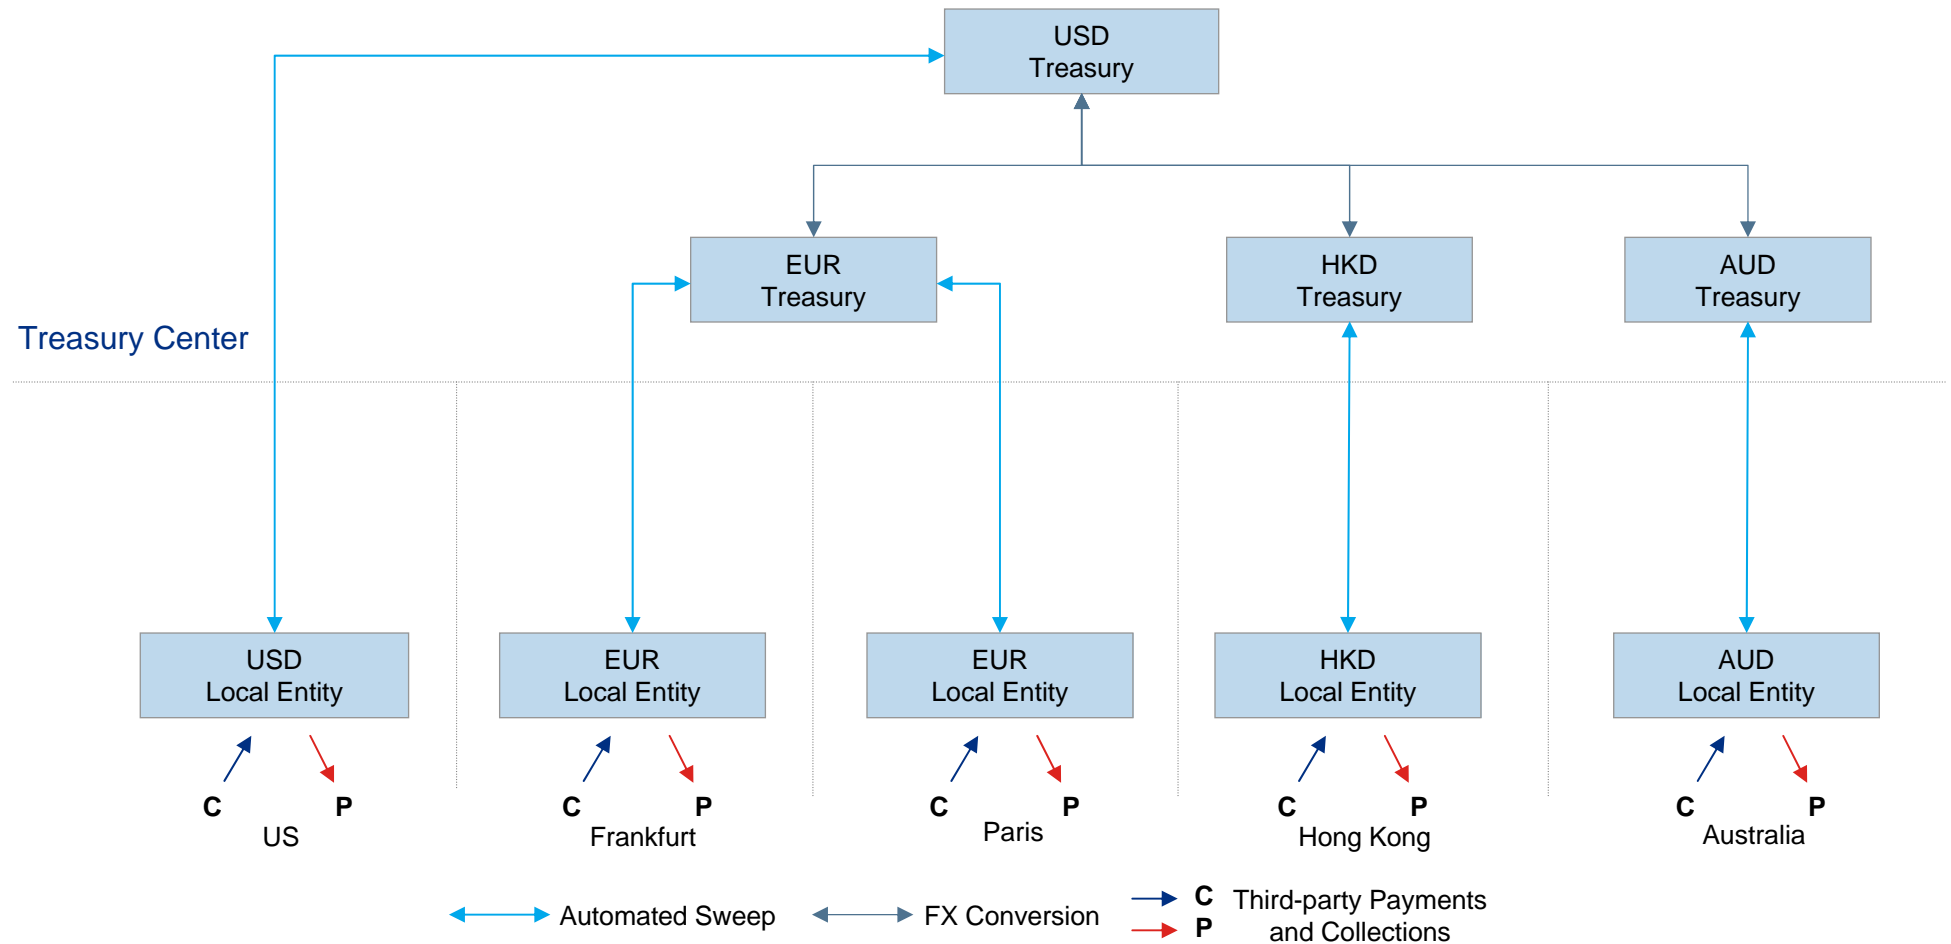 USD
Treasury
EUR
Treasury
HKD
Treasury
AUD
Treasury
Treasury Center
USD
Local Entity
EUR
Local Entity
EUR
Local Entity
HKD
Local Entity
AUD
Local Entity
C P
US
C P
Frankfurt
C P
Paris
C P
Hong Kong
C P
Australia
Automated Sweep
FX Conversion
C
P
Third-party Payments
and Collections